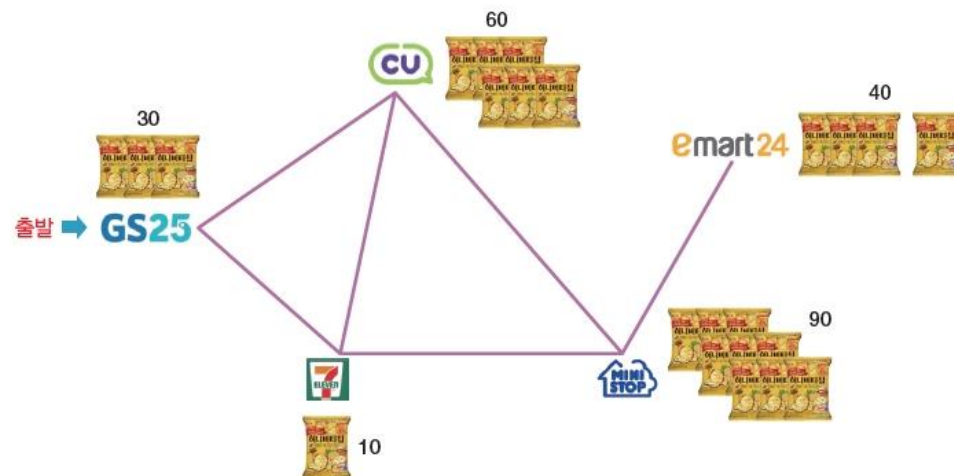 60
CU
40
emart24
30
출발
GS25
90
7
ELEVEN
MINI
STOP
10